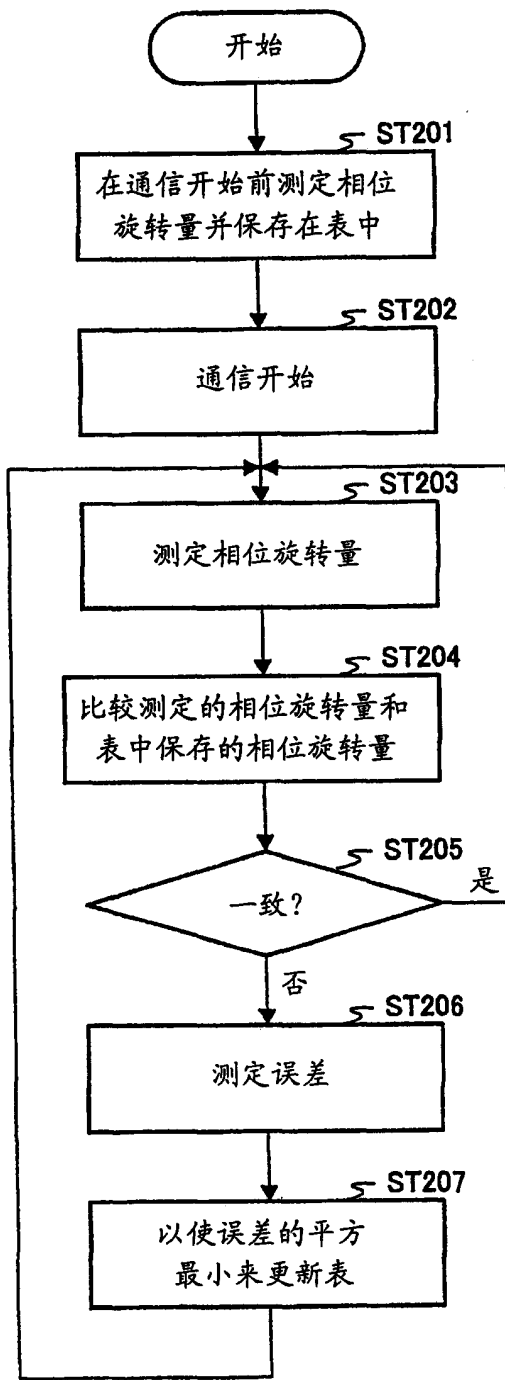 开始
ST201
在通信开始前测定相位
旋转量并保存在表中
ST202
通信开始
ST203
测定相位旋转量
ST204
比较测定的相位旋转量和
表中保存的相位旋转量
ST205
一致?
是
否
ST206
测定误差
ST207
以使误差的平方
最小来更新表